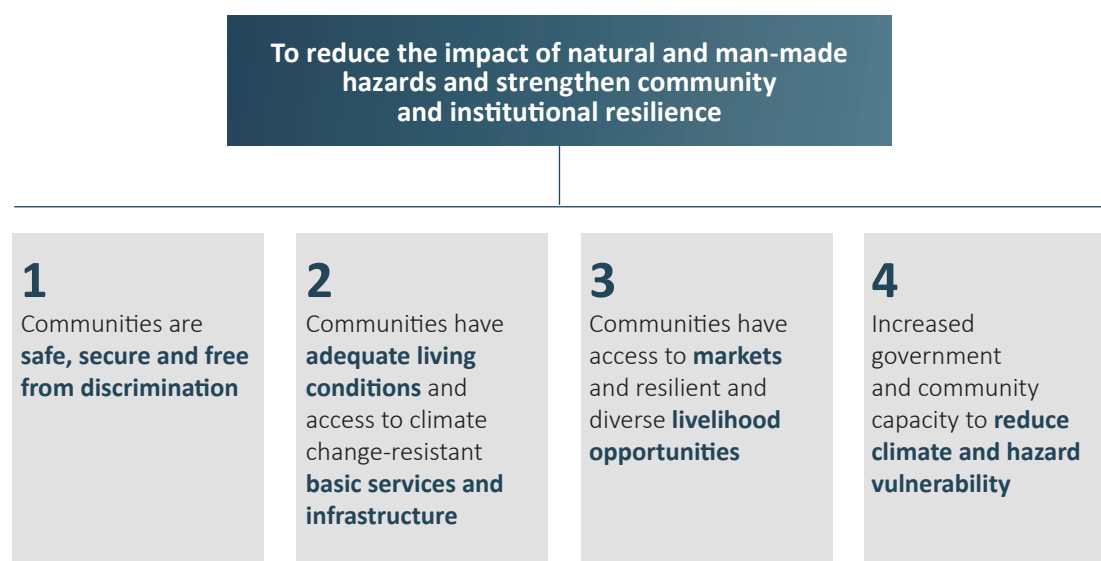 To reduce the impact of natural and man-made
hazards and strengthen community
and institutional resilience
1
Communities are
safe, secure and free
from discrimination
2
Communities have
adequate living
conditions and
access to climate
change-resistant
basic services and
infrastructure
3
Communities have
access to markets
and resilient and
diverse livelihood
opportunities
4
Increased
government
and community
capacity to reduce
climate and hazard
vulnerability